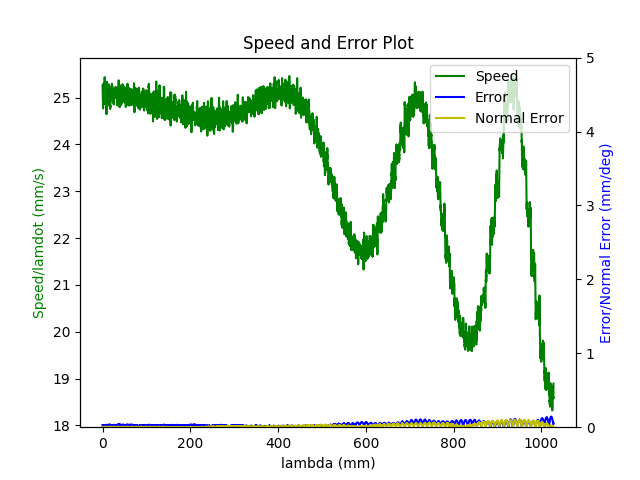 Speed and Error Plot
Speed
Error
Normal Error
25
24
23
22
21
20
19
18
5
4
3
2
1
0
0
200
400
600
800
1000
Speed/lamdot (mm/s)
Error/Normal Error (mm/deg)
lambda (mm)